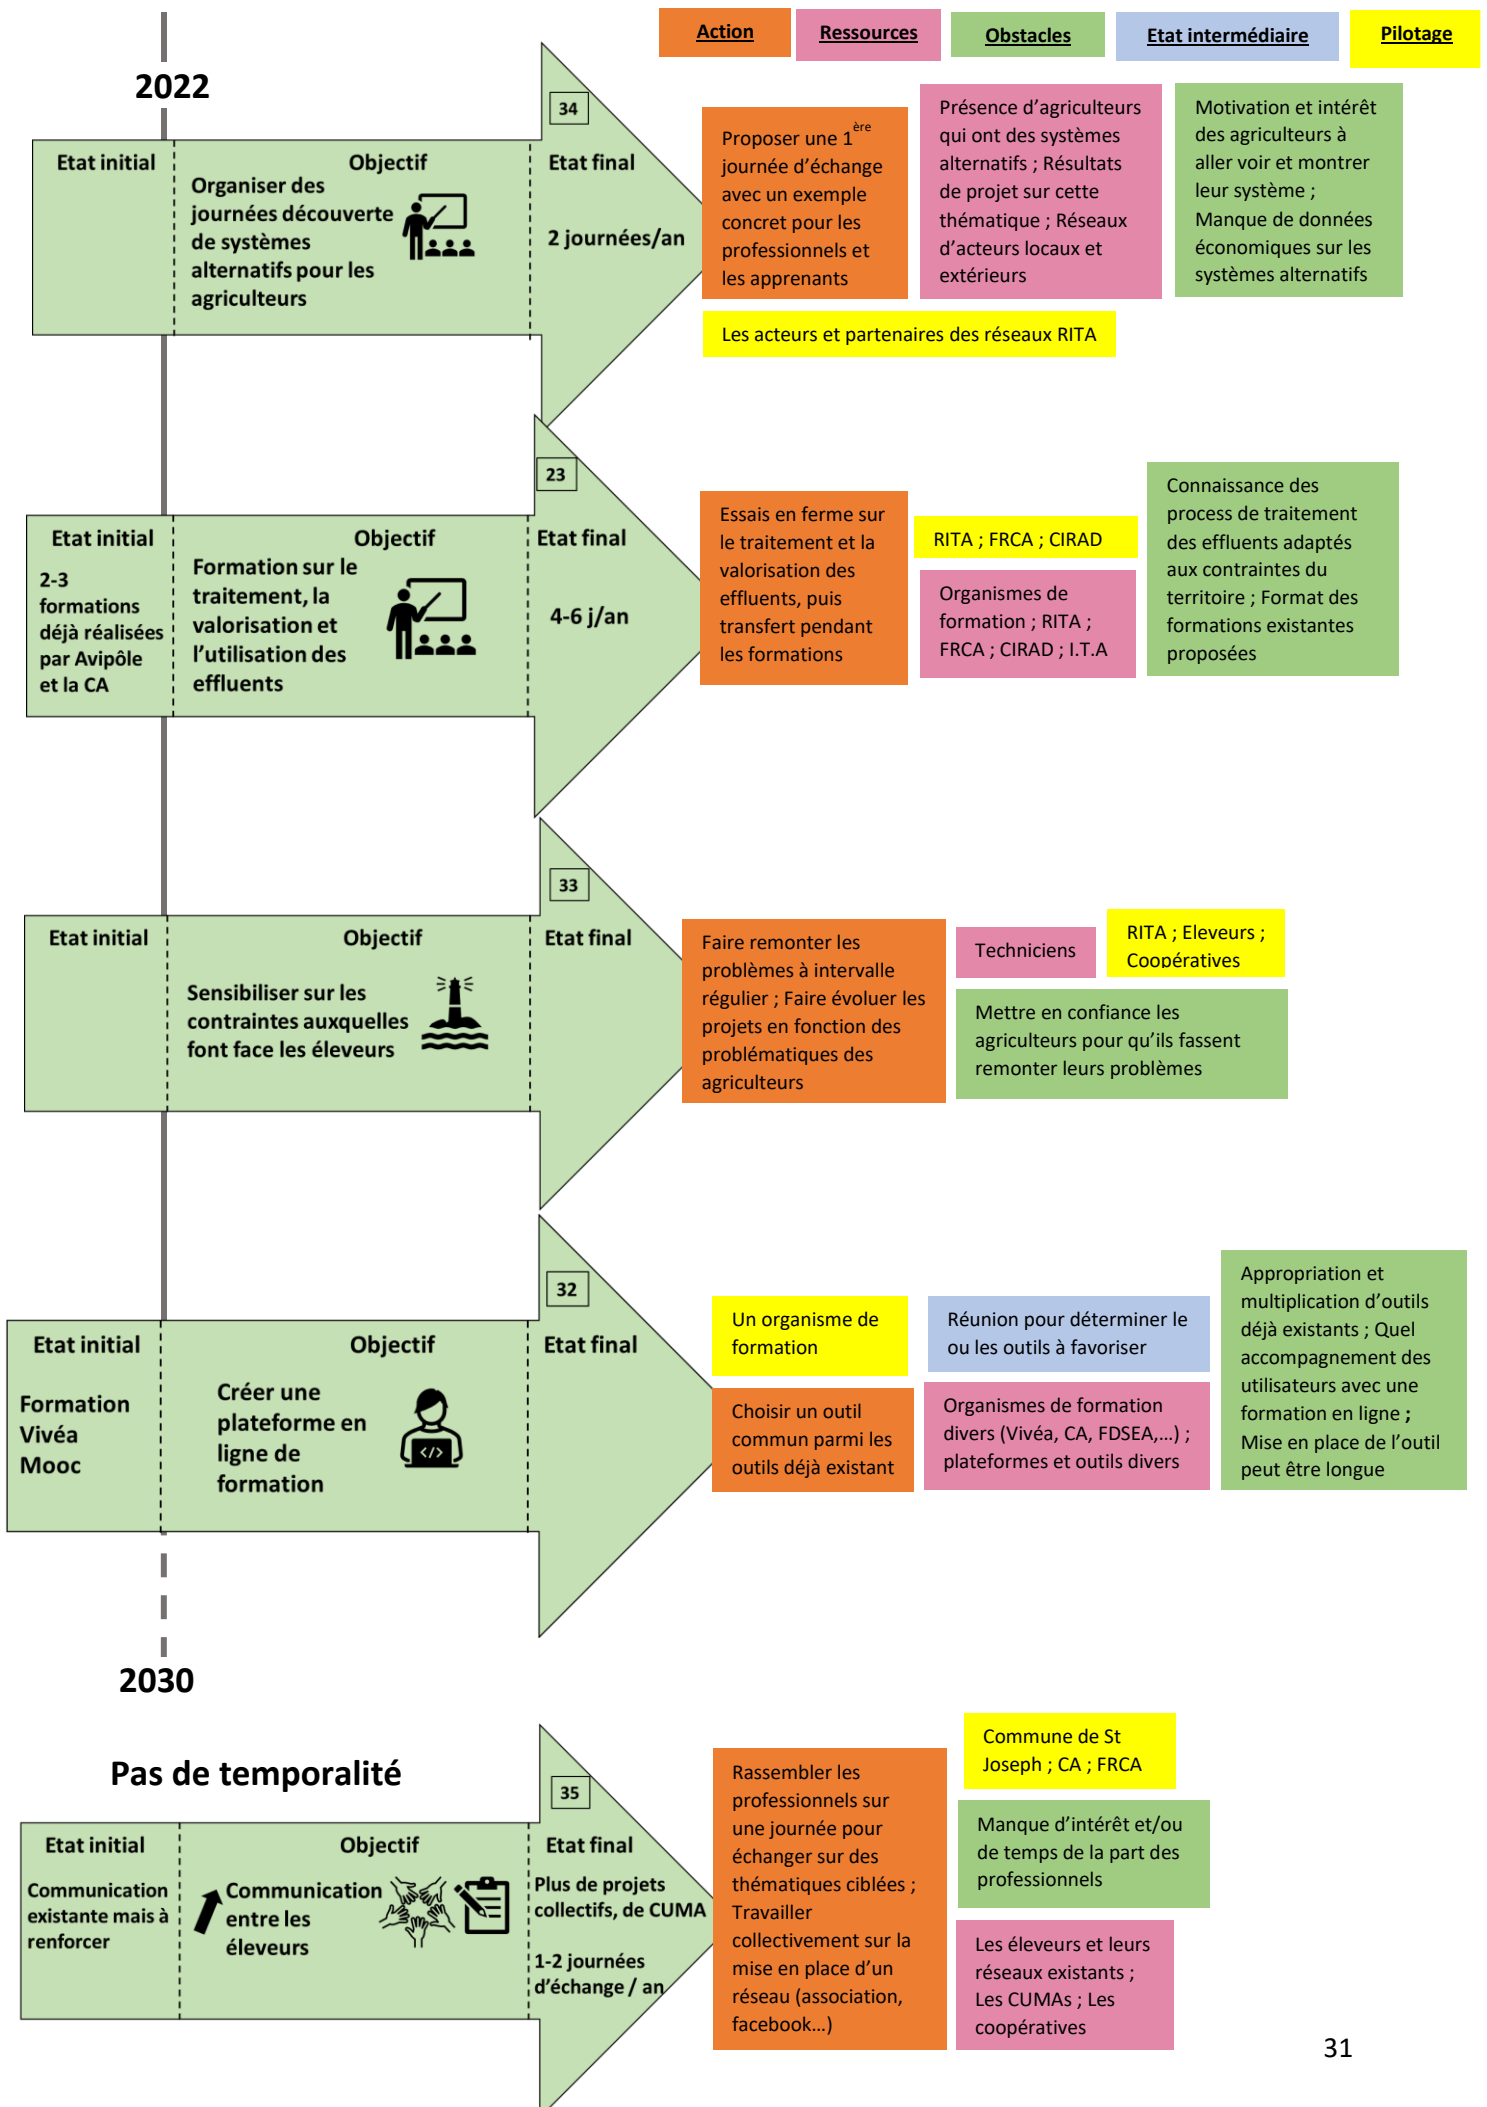 Action
Ressources
Obstacles
Etat intermédiaire
Pilotage
2022
34
Etat initial
Objectif
Organiser des
journées découverte
de systèmes
alternatifs pour les
agriculteurs
Etat final
2 journées/an
Proposer une 1ère
journée d'échange
avec un exemple
concret pour les
professionnels et
les apprenants
Présence d'agriculteurs
qui ont des systèmes
alternatifs ; Résultats
de projet sur cette
thématique ; Réseaux
d'acteurs locaux et
extérieurs
Motivation et intérêt
des agriculteurs à
aller voir et montrer
leur système ;
Manque de données
économiques sur les
systèmes alternatifs
Les acteurs et partenaires des réseaux RITA
23
Etat initial
2-3
formations
déjà réalisées
par Avipôle
et la CA
Objectif
Formation sur le
traitement, la
valorisation et
l'utilisation des
effluents
Etat final
4-6 j/an
Essais en ferme sur
le traitement et la
valorisation des
effluents, puis
transfert pendant
les formations
RITA ; FRCA ; CIRAD
Organismes de
formation ; RITA ;
FRCA ; CIRAD ; I.T.A
Connaissance des
process de traitement
des effluents adaptés
aux contraintes du
territoire ; Format des
formations existantes
proposées
33
Etat initial
Objectif
Sensibiliser sur les
contraintes auxquelles
font face les éleveurs
Etat final
Faire remonter les
problèmes à intervalle
régulier ; Faire évoluer les
projets en fonction des
problématiques des
agriculteurs
Techniciens
RITA ; Eleveurs ;
Coopératives
Mettre en confiance les
agriculteurs pour qu'ils fassent
remonter leurs problèmes
32
Etat initial
Formation
Vivéa
Mooc
Objectif
Créer une
plateforme en
ligne de
formation
Etat final
Un organisme de
formation
Choisir un outil
commun parmi les
outils déjà existant
Réunion pour déterminer le
ou les outils à favoriser
Organismes de formation
divers (Vivéa, CA, FDSEA,...) ;
plateformes et outils divers
Appropriation et
multiplication d'outils
déjà existants ; Quel
accompagnement des
utilisateurs avec une
formation en ligne ;
Mise en place de l'outil
peut être longue
2030
Pas de temporalité
35
Etat initial
Communication
existante mais à
renforcer
Objectif
Communication
entre les
éleveurs
Etat final
Plus de projets
collectifs, de CUMA
1-2 journées
d'échange / an
Rassembler les
professionnels sur
une journée pour
échanger sur des
thématiques ciblées ;
Travailler
collectivement sur la
mise en place d'un
réseau (association,
facebook...)
Commune de St
Joseph ; CA ; FRCA
Manque d'intérêt et/ou
de temps de la part des
professionnels
Les éleveurs et leurs
réseaux existants ;
Les CUMAs ; Les
coopératives
31